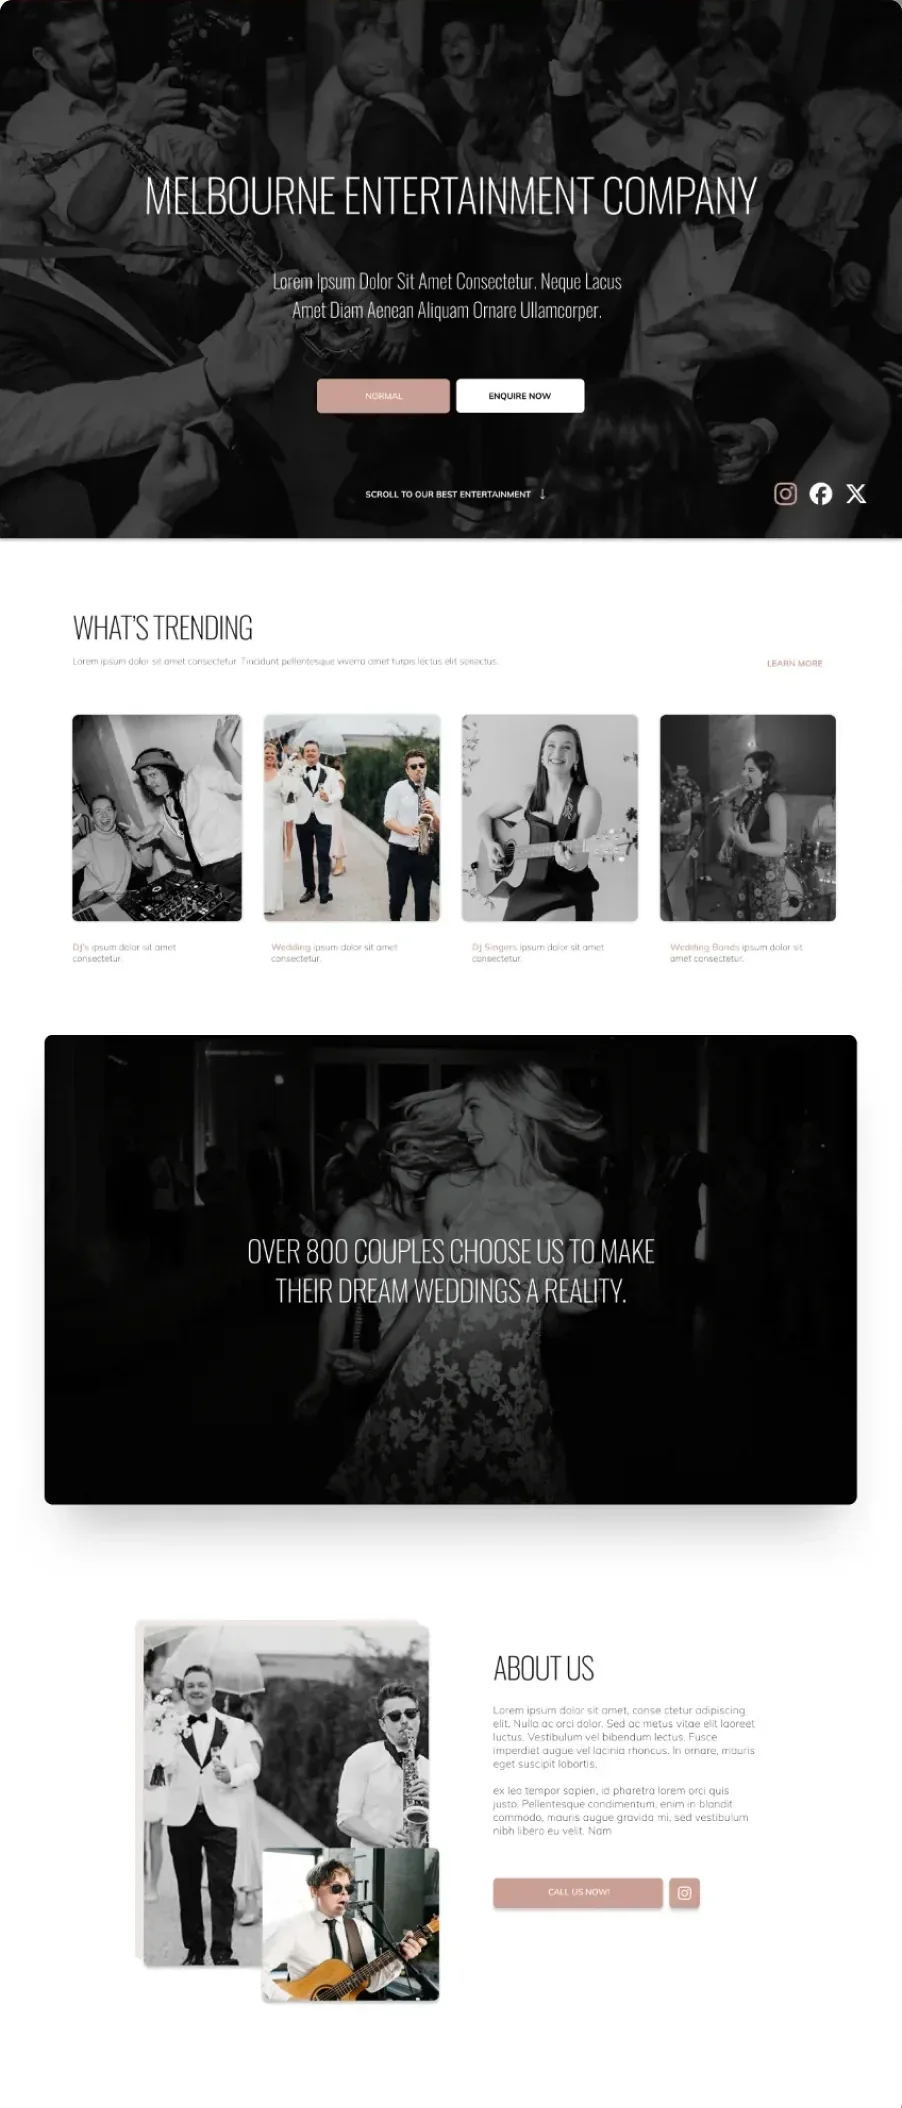 MELBOURNE ENTERTAINMENT COMPANY
Lorem Ipsum Dolor Sit Amet Consectetur. Neque Lacus
Amet Diam Aenean Aliquam Ornare Ullamcorper.
NORMAL
ENQUIRE NOW
SCROLL TO OUR BEST ENTERTAINMENT ↓
WHAT'S TRENDING
Lorem ipsum dolor sit amet consectetur. Tincidunt pellentesque viverra amet turpis lectus elit senectus.
LEARN MORE
DJ's ipsum dolor sit amet
consectetur.
Wedding ipsum dolor sit amet
consectetur.
DJ Singers ipsum dolor sit amet
consectetur.
Wedding Bands ipsum dolor sit
amet consectetur.
OVER 800 COUPLES CHOOSE US TO MAKE
THEIR DREAM WEDDINGS A REALITY.
ABOUT US
Lorem ipsum dolor sit amet, conse ctetur adipiscing
elit. Nulla ac orci dolor. Sed ac metus vitae elit laoreet
luctus. Vestibulum vel bibendum lectus. Fusce
imperdiet augue vel lacinia rhoncus. In ornare, mauris
eget suscipit lobortis,
ex leo tempor sapien, id pharetra lorem orci quis
justo. Pellentesque condimentum, enim in blandit
commodo, mauris augue gravida mi, sed vestibulum
nibh libero eu velit. Nam
CALL US NOW!